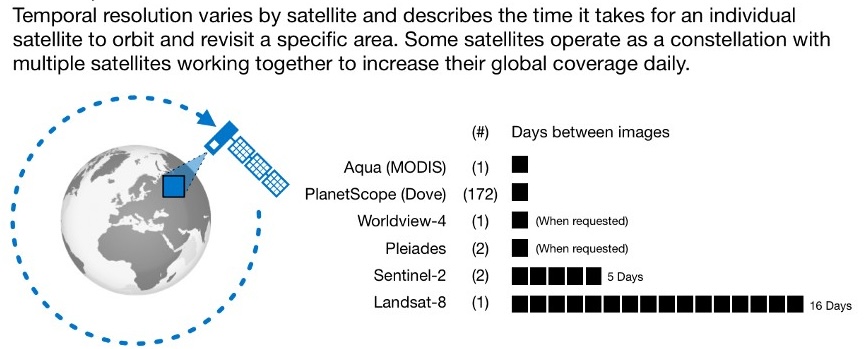 Temporal resolution varies by satellite and describes the time it takes for an individual
satellite to orbit and revisit a specific area. Some satellites operate as a constellation with
multiple satellites working together to increase their global coverage daily.
(#) Days between images
Aqua (MODIS) (1)
PlanetScope (Dove) (172)
Worldview-4 (1) (When requested)
Pleiades (2) (When requested)
Sentinel-2 (2) 5 Days
Landsat-8 (1) 16 Days